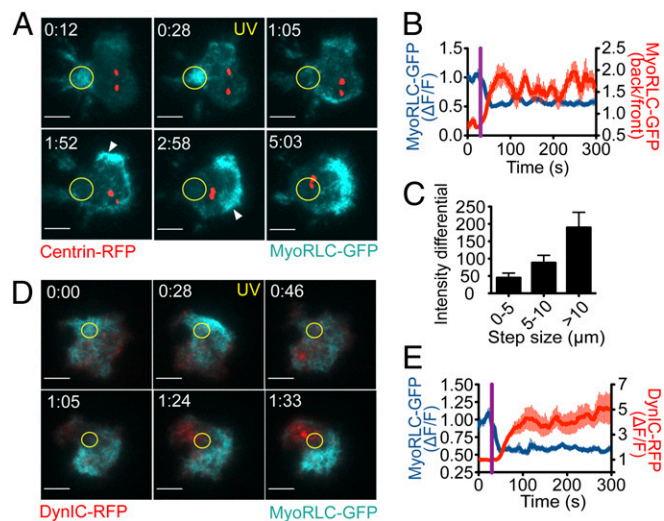 A
0:12
0:28
UV
1:05
1:52
2:58
5:03
Centrin-RFP
MyoRLC-GFP
B
MyoRLC-GFP
(ΔF/F)
1.5
1.0
0.5
0.0
2.5
2.0
1.5
1.0
0.5
MyoRLC-GFP
(back/front)
0
100
200
300
Time (s)
C
Intensity differential
250
200
150
100
50
0
0-5
5-10
>10
Step size (µm)
D
0:00
0:28
UV
0:46
1:05
1:24
1:33
DynIC-RFP
MyoRLC-GFP
E
MyoRLC-GFP
(ΔF/F)
1.50
1.25
1.00
0.75
0.50
0.25
7
5
3
1
DynIC-RFP
(ΔF/F)
0
100
200
300
Time (s)